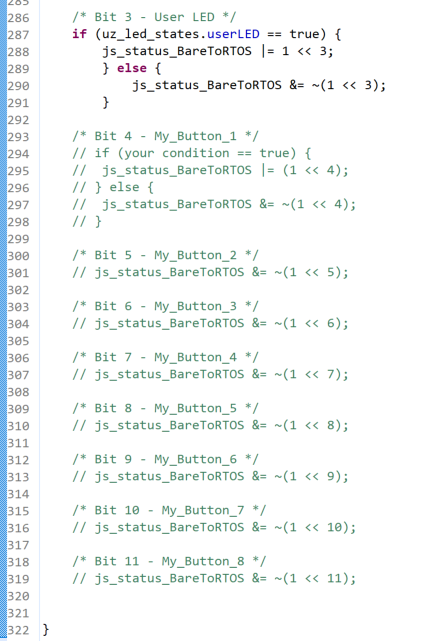 285
286 /* Bit 3 - User LED */
287 if (uz_led_states.userLED == true) {
288 js_status_BareToRTOS |= 1 << 3;
289 } else {
290 js_status_BareToRTOS &= ~(1 << 3);
291 }
292
293 /* Bit 4 - My_Button_1 */
294 // if (your condition == true) {
295 // js_status_BareToRTOS |= (1 << 4);
296 // } else {
297 // js_status_BareToRTOS &= ~(1 << 4);
298 // }
299
300 /* Bit 5 - My_Button_2 */
301 // js_status_BareToRTOS &= ~(1 << 5);
302
303 /* Bit 6 - My_Button_3 */
304 // js_status_BareToRTOS &= ~(1 << 6);
305
306 /* Bit 7 - My_Button_4 */
307 // js_status_BareToRTOS &= ~(1 << 7);
308
309 /* Bit 8 - My_Button_5 */
310 // js_status_BareToRTOS &= ~(1 << 8);
311
312 /* Bit 9 - My_Button_6 */
313 // js_status_BareToRTOS &= ~(1 << 9);
314
315 /* Bit 10 - My_Button_7 */
316 // js_status_BareToRTOS &= ~(1 << 10);
317
318 /* Bit 11 - My_Button_8 */
319 // js_status_BareToRTOS &= ~(1 << 11);
320
321
322 }